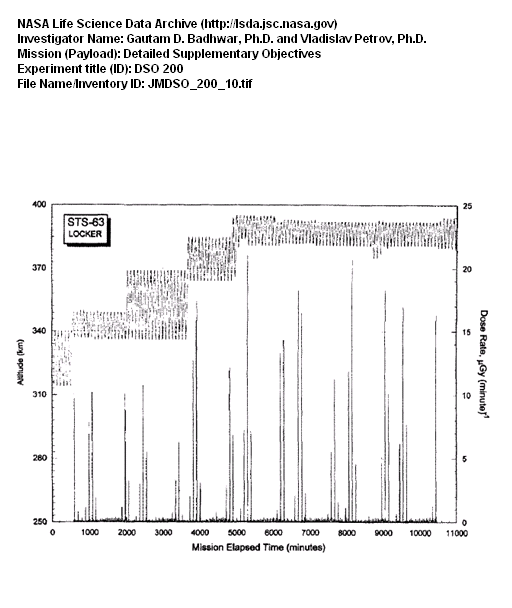 NASA Life Science Data Archive (http://lsda.jsc.nasa.gov)
Investigator Name: Gautam D. Badhwar, Ph.D. and Vladislav Petrov, Ph.D.
Mission (Payload): Detailed Supplementary Objectives
Experiment title (ID): DSO 200
File Name/Inventory ID: JMDSO_200_10.tif
STS-63
LOCKER
400
370
340
310
280
250
Altitude (km)
25
20
15
10
5
0
Dose Rate, µGy (minute)-1
0 1000 2000 3000 4000 5000 6000 7000 8000 9000 10000 11000
Mission Elapsed Time (minutes)